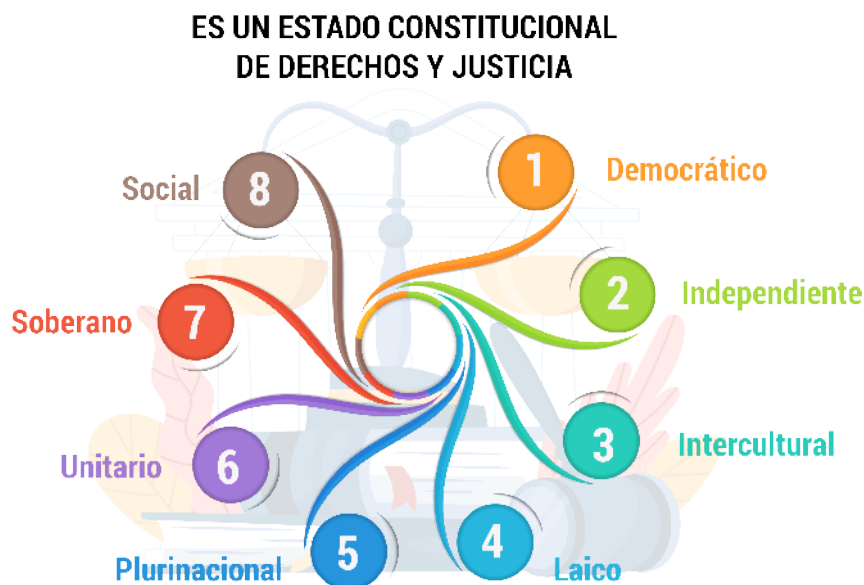 ES UN ESTADO CONSTITUCIONAL
DE DERECHOS Y JUSTICIA
1 Democrático
2 Independiente
3 Intercultural
4 Laico
5 Plurinacional
6 Unitario
7 Soberano
8 Social